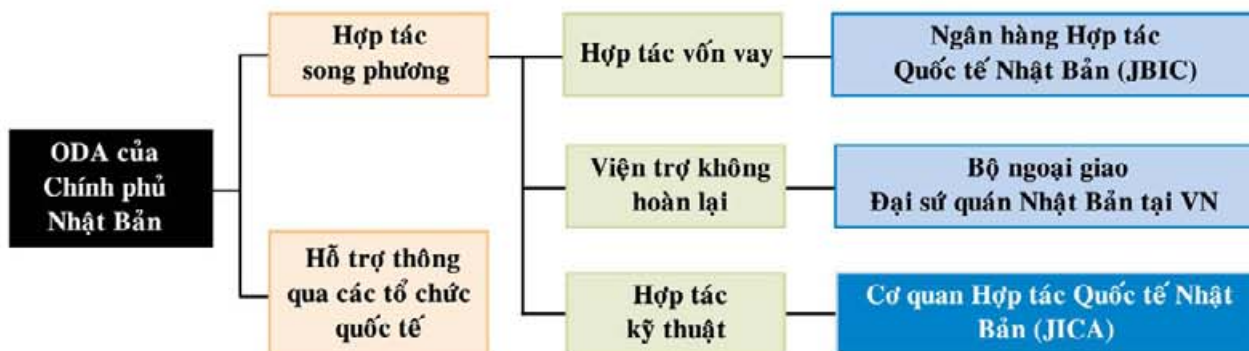 ODA của
Chính phủ
Nhật Bản
Hợp tác
song phương
Hỗ trợ thông
qua các tổ chức
quốc tế
Hợp tác vốn vay
Viện trợ không
hoàn lại
Hợp tác
kỹ thuật
Ngân hàng Hợp tác
Quốc tế Nhật Bản (JBIC)
Bộ ngoại giao
Đại sứ quán Nhật Bản tại VN
Cơ quan Hợp tác Quốc tế Nhật
Bản (JICA)